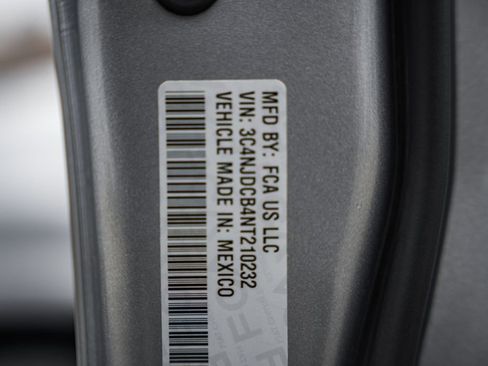 MFD BY: FCA US LLC
VIN: 3C4NJDCB4NT210232
VEHICLE MADE IN: MEXICO